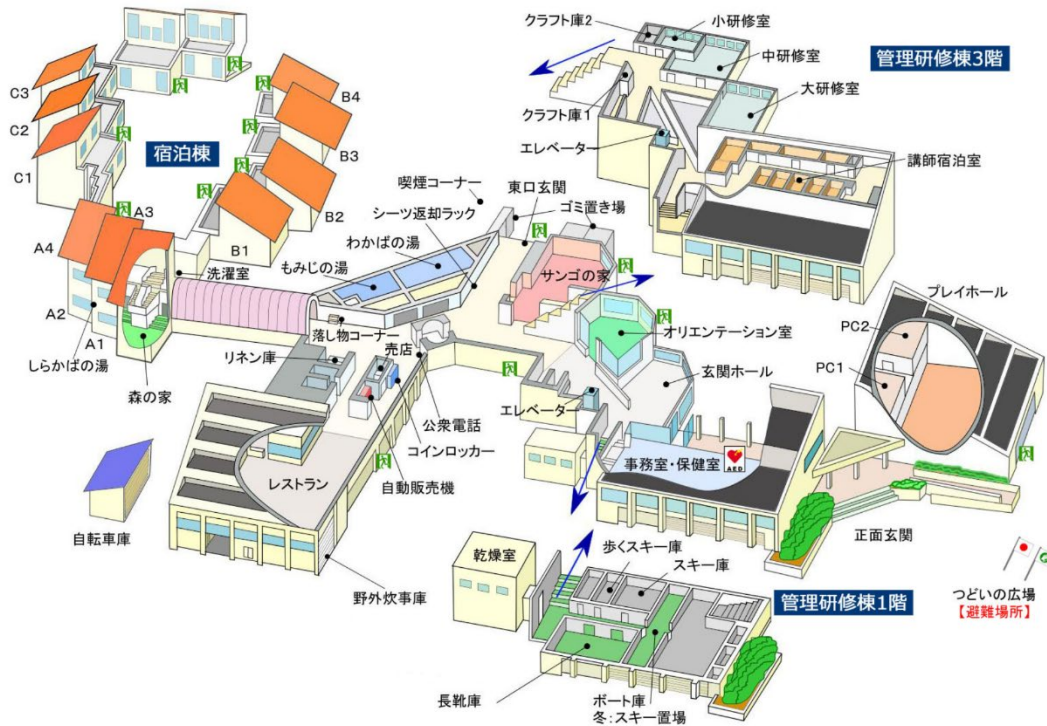 クラフト庫2
小研修室
中研修室
管理研修棟3階
大研修室
クラフト庫1
エレベーター
講師宿泊室
C3
C2
C1
B4
B3
B2
B1
宿泊棟
A4
A3
A2
A1
洗濯室
しらかばの湯
森の家
喫煙コーナー
シーツ返却ラック
わかばの湯
もみじの湯
東口玄関
ゴミ置き場
サンゴの家
オリエンテーション室
プレイホール
PC2
PC1
落し物コーナー
売店
リネン庫
玄関ホール
エレベーター
公衆電話
コインロッカー
自動販売機
事務室・保健室
AED
レストラン
自転車庫
野外炊事庫
正面玄関
つどいの広場
【避難場所】
乾燥室
歩くスキー庫
スキー庫
管理研修棟1階
長靴庫
ボート庫
冬:スキー置場